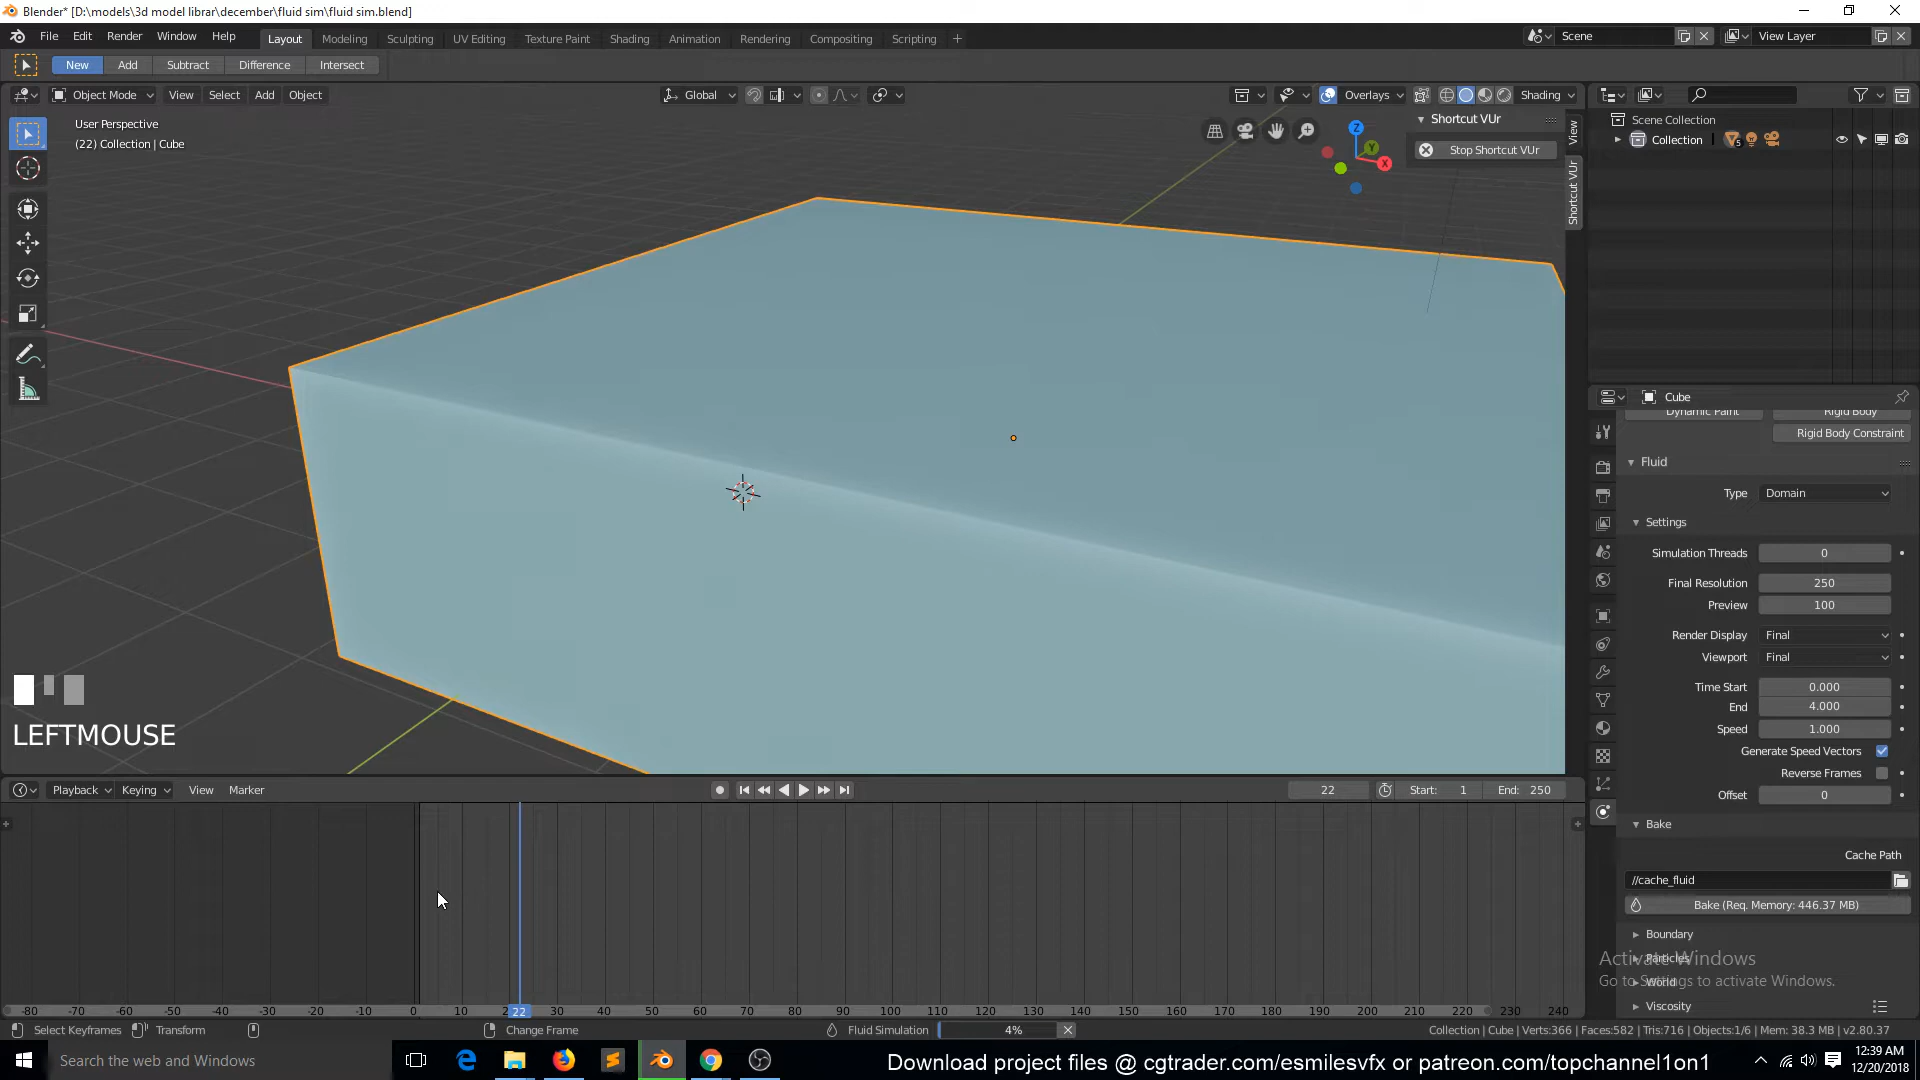 Blender* [D:\models\3d model librar\december\fluid sim\fluid sim.blend]
File Edit Render Window Help Layout Modeling Sculpting UV Editing Texture Paint Shading Animation Rendering Compositing Scripting Scene View Layer
New Add Subtract Difference Intersect
Object Mode View Select Add Object Global Overlays Shading
User Perspective
(22) Collection | Cube
Shortcut VUr
Stop Shortcut VUr
View
Shortcut VUr
Z
Y
X
Scene Collection
Collection 5
Cube
Dynamic Paint Rigid Body
Rigid Body Constraint
Fluid
Type Domain
Settings
Simulation Threads 0
Final Resolution 250
Preview 100
Render Display Final
Viewport Final
Time Start 0.000
End 4.000
Speed 1.000
Generate Speed Vectors
Reverse Frames
Offset 0
Bake
Cache Path
//cache_fluid
Bake (Req. Memory: 446.37 MB)
Boundary
Particles
World
Viscosity
Activate Windows
Go to Settings to activate Windows.
LEFTMOUSE
Playback Keying View Marker 22 Start: 1 End: 250
-80 -70 -60 -50 -40 -30 -20 -10 0 10 22 30 40 50 60 70 80 90 100 110 120 130 140 150 160 170 180 190 200 210 220 230 240
Select Keyframes Transform Change Frame Fluid Simulation 4% Collection | Cube | Verts:366 | Faces:582 | Tris:716 | Objects:1/6 | Mem: 38.3 MB | v2.80.37
Search the web and Windows
Download project files @ cgtrader.com/esmilesvfx or patreon.com/topchannel1on1
12:39 AM
12/20/2018